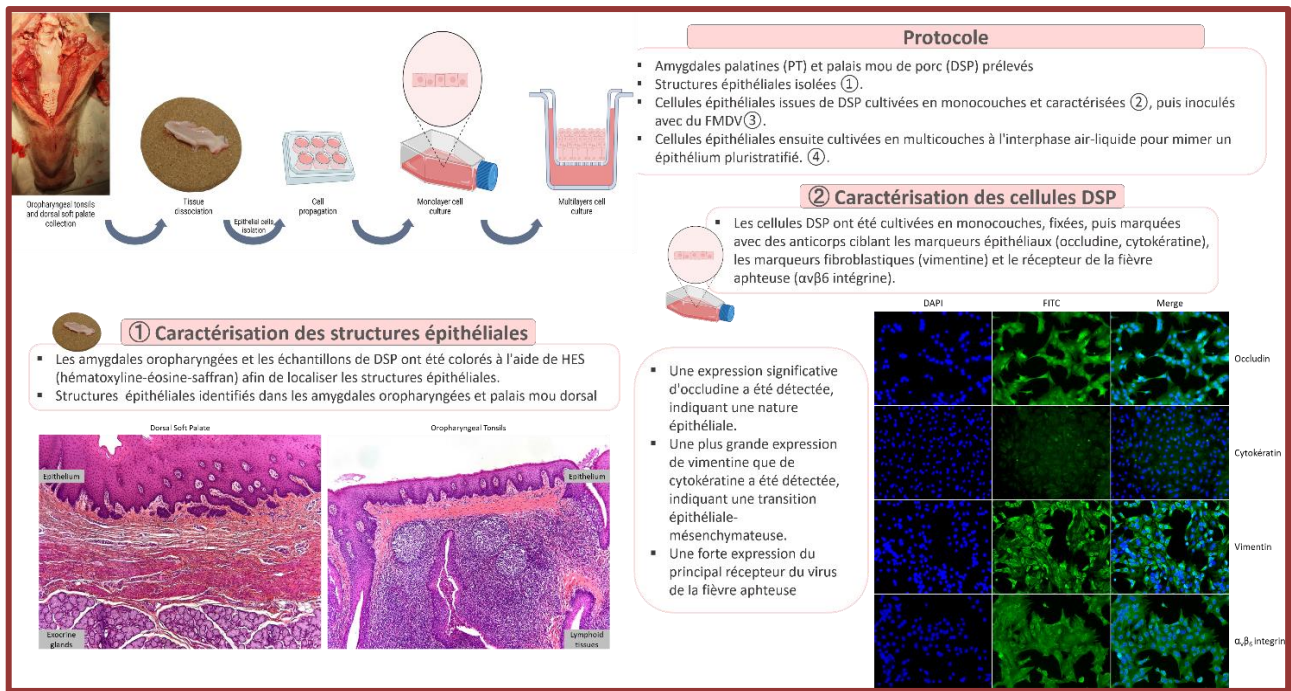 Oropharyngeal tonsils
and dorsal soft palate
collection
Tissue
dissociation
Epithelial cells
isolation
Cell
propagation
Monolayer cell
culture
Multilayers cell
culture
Protocole
▪ Amygdales palatines (PT) et palais mou de porc (DSP) prélevés
▪ Structures épithéliales isolées ①.
▪ Cellules épithéliales issues de DSP cultivées en monocouches et caractérisées ②, puis inoculés
avec du FMDV③.
▪ Cellules épithéliales ensuite cultivées en multicouches à l'interphase air-liquide pour mimer un
épithélium pluristratifié. ④.
① Caractérisation des structures épithéliales
▪ Les amygdales oropharyngées et les échantillons de DSP ont été colorés à l'aide de HES
(hématoxyline-éosine-saffran) afin de localiser les structures épithéliales.
▪ Structures épithéliales identifiés dans les amygdales oropharyngées et palais mou dorsal
Dorsal Soft Palate
Oropharyngeal Tonsils
Epithelium
Epithelium
Exocrine
glands
Lymphoid
tissues
② Caractérisation des cellules DSP
▪ Les cellules DSP ont été cultivées en monocouches, fixées, puis marquées
avec des anticorps ciblant les marqueurs épithéliaux (occludine, cytokératine),
les marqueurs fibroblastiques (vimentine) et le récepteur de la fièvre
aphteuse (αvβ6 intégrine).
▪ Une expression significative
d'occludine a été détectée,
indiquant une nature
épithéliale.
▪ Une plus grande expression
de vimentine que de
cytokératine a été détectée,
indiquant une transition
épithéliale-
mésenchymateuse.
▪ Une forte expression du
principal récepteur du virus
de la fièvre aphteuse
DAPI
FITC
Merge
Occludin
Cytokératin
Vimentin
αᵥβ₆ integrin